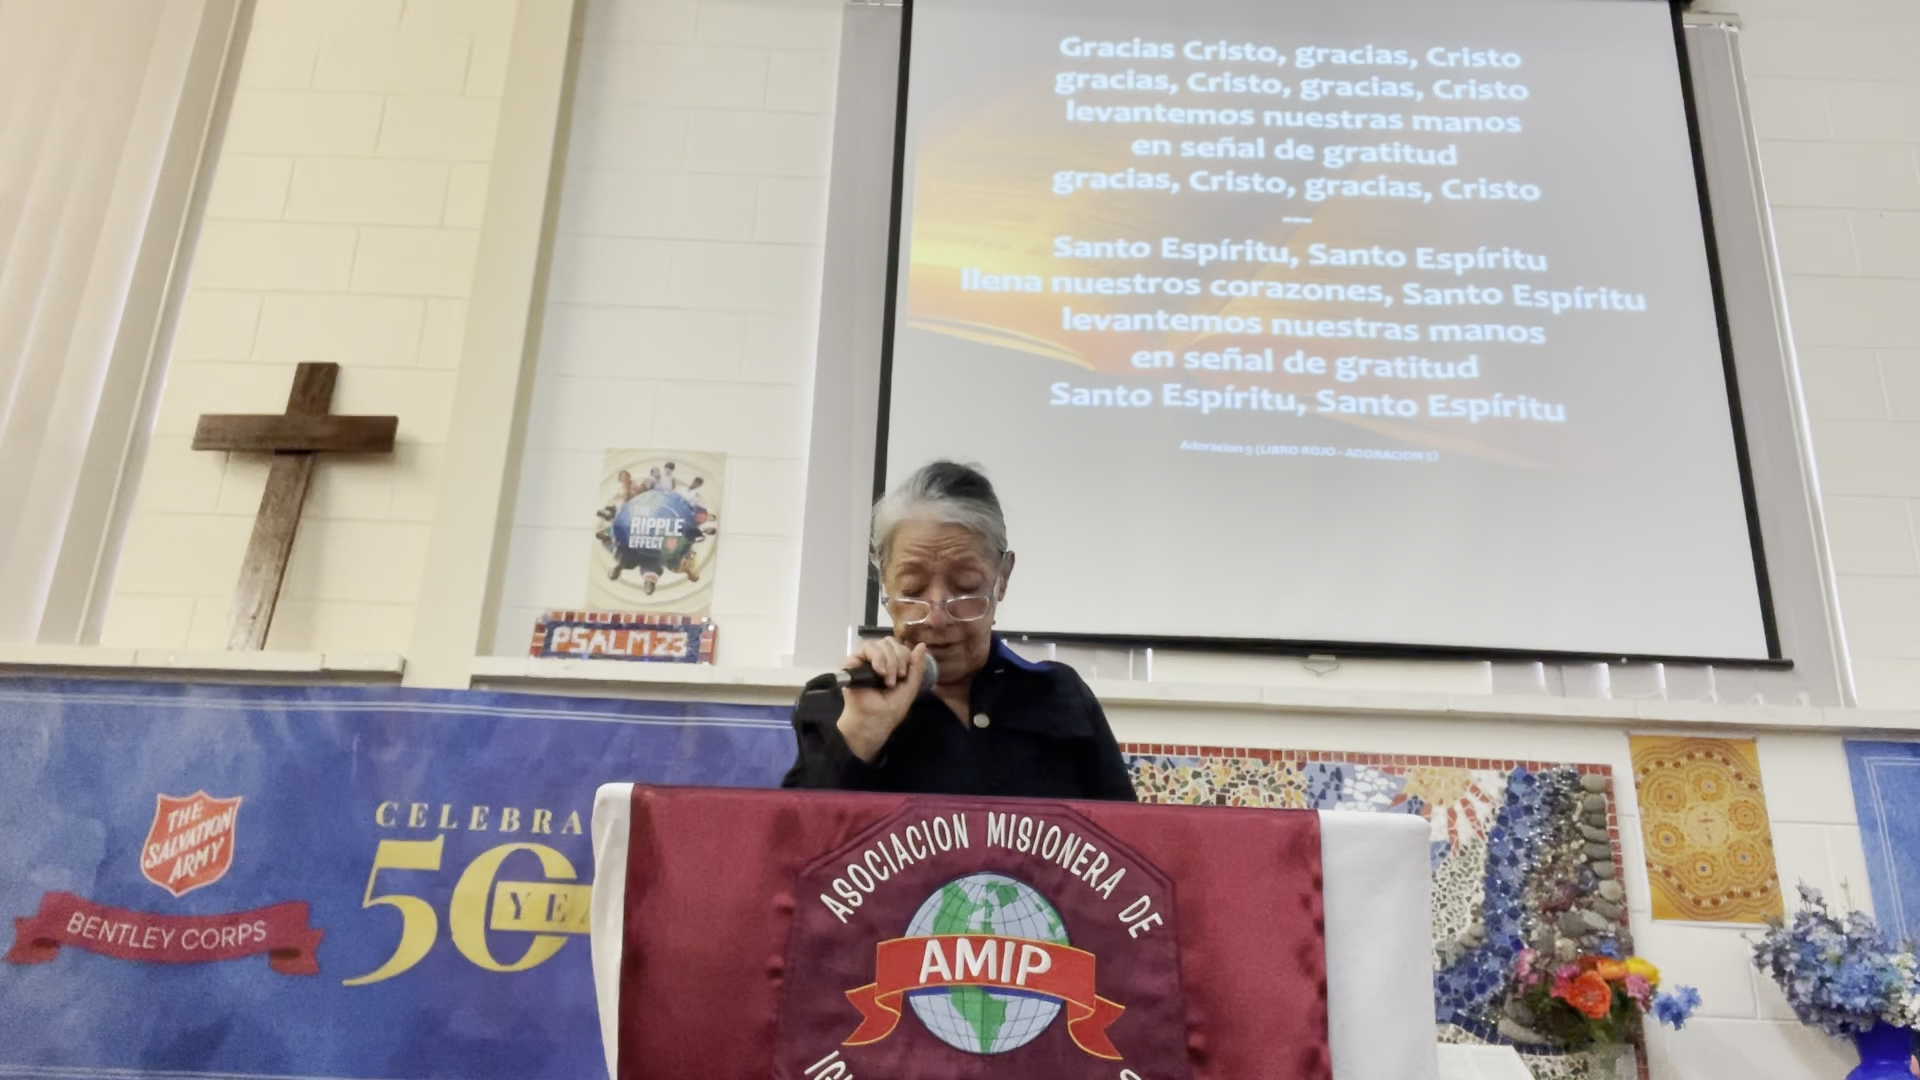 Gracias Cristo, gracias, Cristo
gracias, Cristo, gracias, Cristo
levantemos nuestras manos
en señal de gratitud
gracias, Cristo, gracias, Cristo
---
Santo Espíritu, Santo Espíritu
llena nuestros corazones, Santo Espíritu
levantemos nuestras manos
en señal de gratitud
Santo Espíritu, Santo Espíritu
Adoracion 5 (LIBRO ROJO - ADORACION 5)
THE
RIPPLE
EFFECT
PSALM 23
THE
SALVATION
ARMY
BENTLEY CORPS
CELEBRA
50
YEA
ASOCIACION MISIONERA DE
AMIP